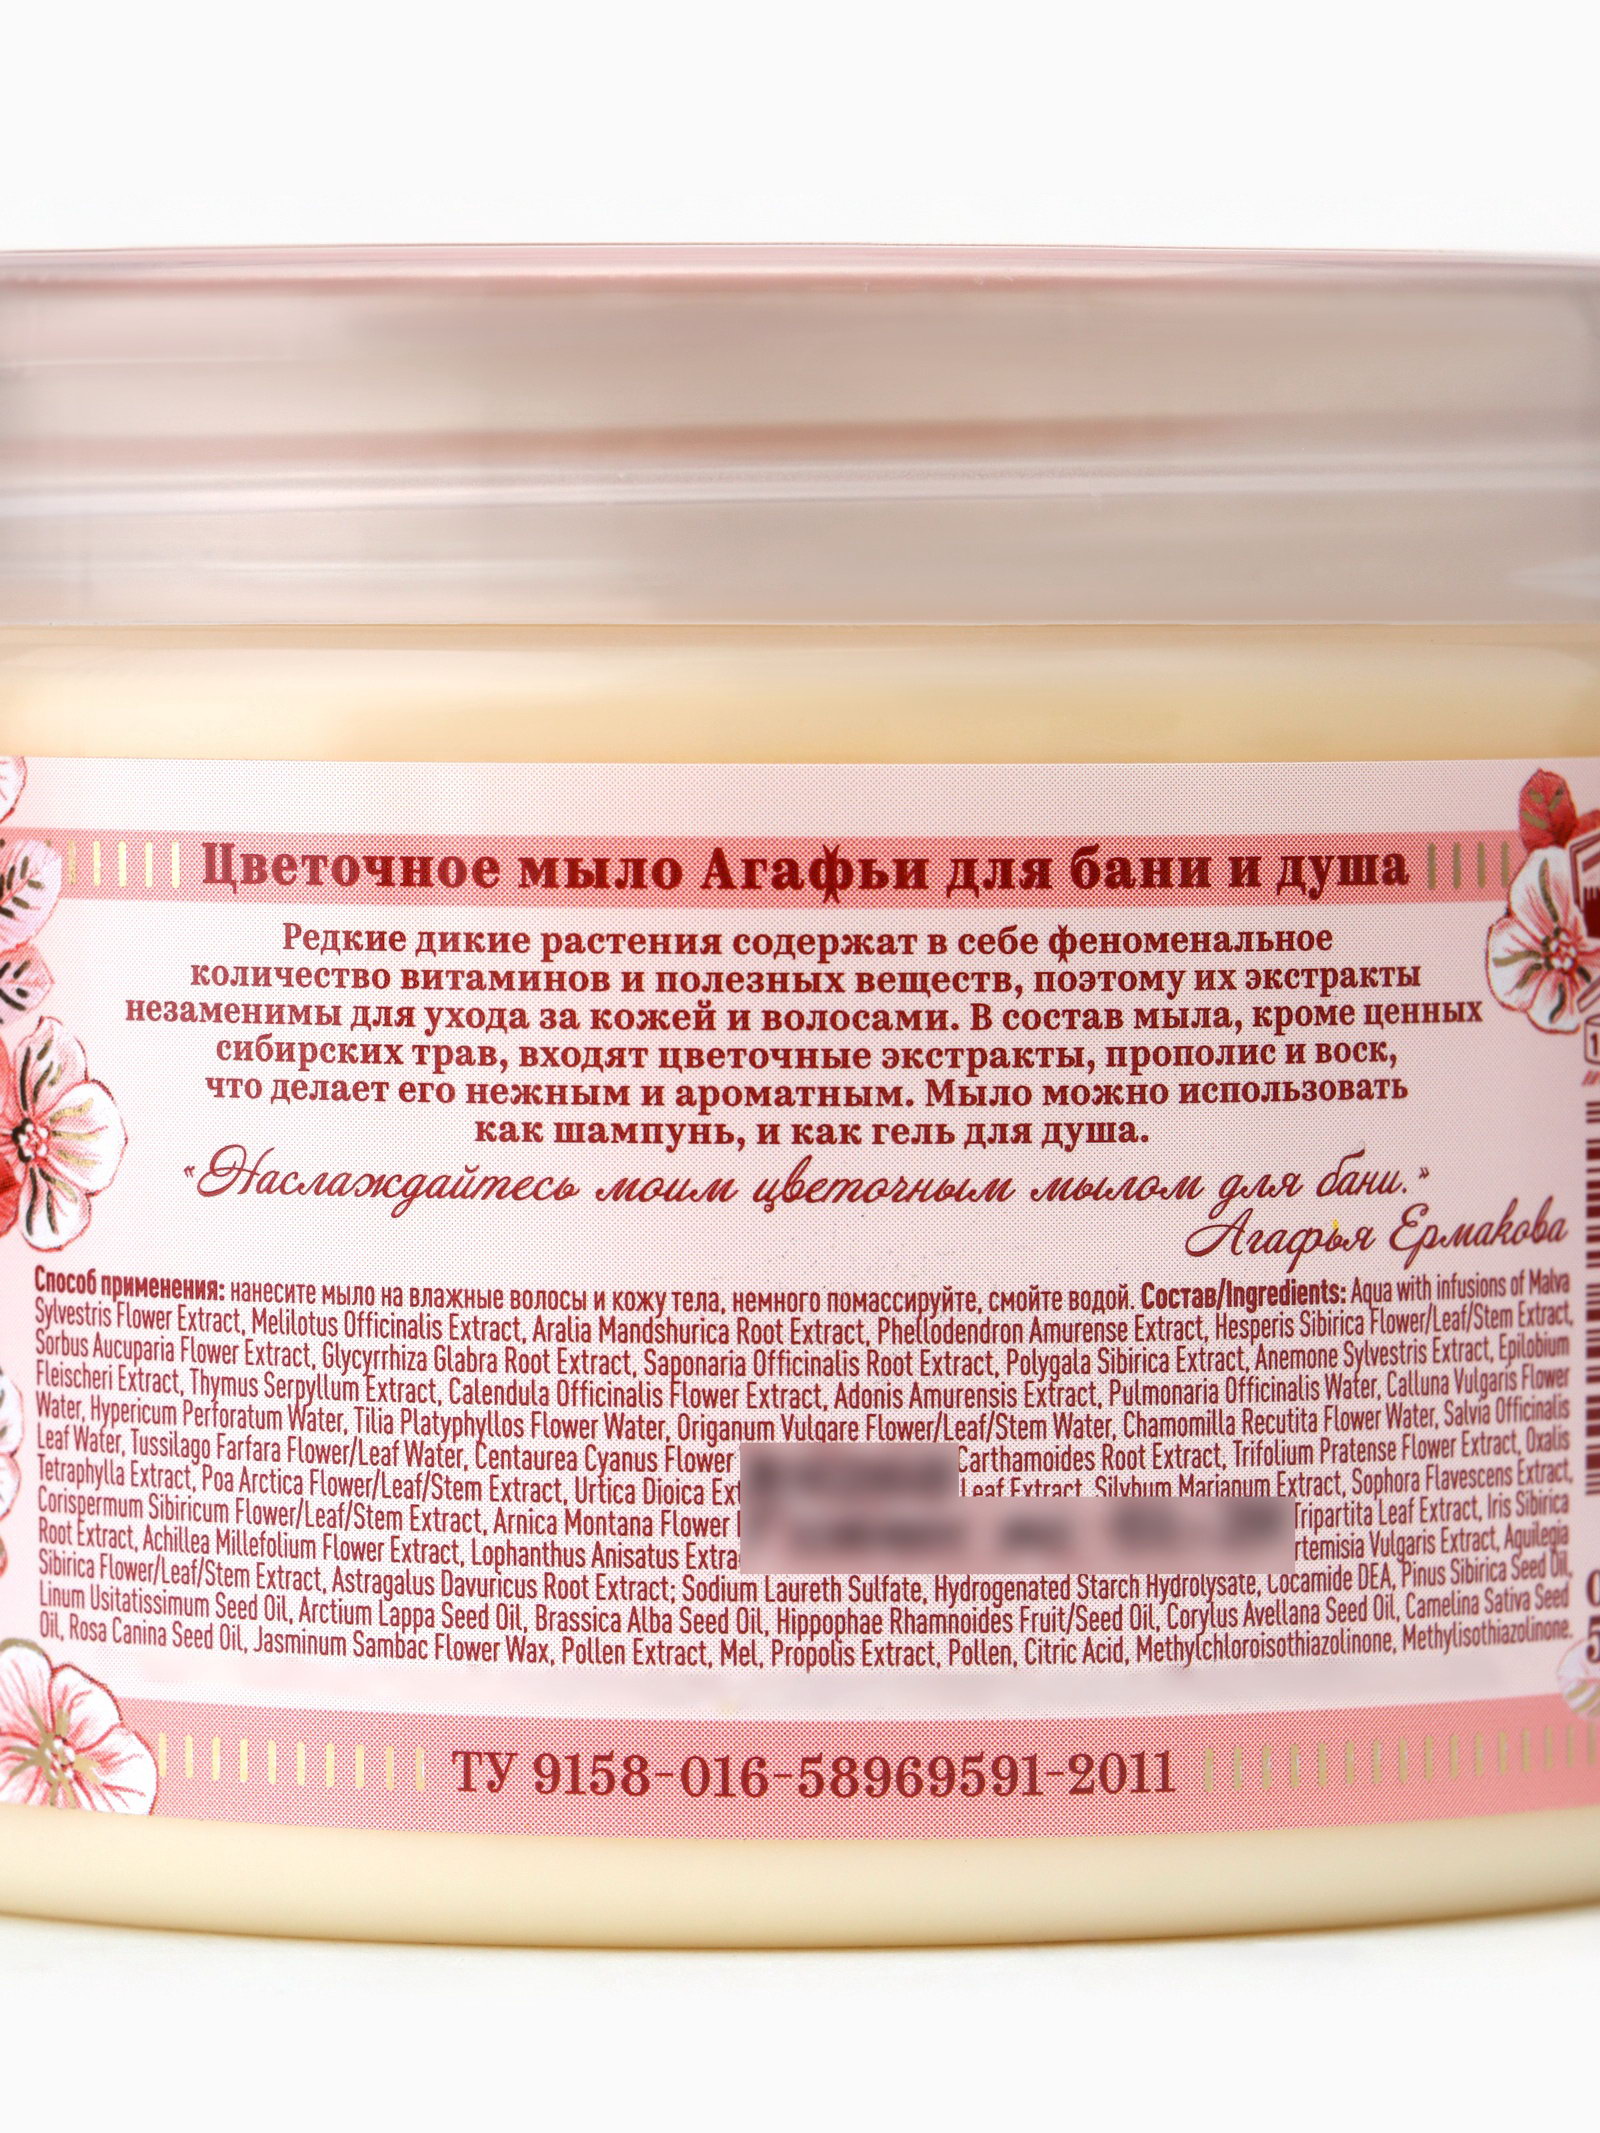 Цветочное мыло Агафьи для бани и душа
Редкие дикие растения содержат в себе феноменальное
количество витаминов и полезных веществ, поэтому их экстракты
незаменимы для ухода за кожей и волосами. В состав мыла, кроме ценных
сибирских трав, входят цветочные экстракты, прополис и воск,
что делает его нежным и ароматным. Мыло можно использовать
как шампунь, и как гель для душа.
«Наслаждайтесь моим цветочным мылом для бани.»
Агафья Ермакова
Способ применения: нанесите мыло на влажные волосы и кожу тела, немного помассируйте, смойте водой. Состав/Ingredients: Aqua with infusions of Malva
Sylvestris Flower Extract, Melilotus Officinalis Extract, Aralia Mandshurica Root Extract, Phellodendron Amurense Extract, Hesperis Sibirica Flower/Leaf/Stem Extract,
Sorbus Aucuparia Flower Extract, Glycyrrhiza Glabra Root Extract, Saponaria Officinalis Root Extract, Polygala Sibirica Extract, Anemone Sylvestris Extract, Epilobium
Fleischeri Extract, Thymus Serpyllum Extract, Calendula Officinalis Flower Extract, Adonis Amurensis Extract, Pulmonaria Officinalis Water, Calluna Vulgaris Flower
Water, Hypericum Perforatum Water, Tilia Platyphyllos Flower Water, Origanum Vulgare Flower/Leaf/Stem Water, Chamomilla Recutita Flower Water, Salvia Officinalis
Leaf Water, Tussilago Farfara Flower/Leaf Water, Centaurea Cyanus Flower Carthamoides Root Extract, Trifolium Pratense Flower Extract, Oxalis
Tetraphylla Extract, Poa Arctica Flower/Leaf/Stem Extract, Urtica Dioica Ext Leaf Extract, Silybum Marianum Extract, Sophora Flavescens Extract,
Corispermum Sibiricum Flower/Leaf/Stem Extract, Arnica Montana Flower Tripartita Leaf Extract, Iris Sibirica
Root Extract, Achillea Millefolium Flower Extract, Lophanthus Anisatus Extra rtemisia Vulgaris Extract, Aquilegia
Sibirica Flower/Leaf/Stem Extract, Astragalus Davuricus Root Extract; Sodium Laureth Sulfate, Hydrogenated Starch Hydrolysate, Cocamide DEA, Pinus Sibirica Seed Oil,
Linum Usitatissimum Seed Oil, Arctium Lappa Seed Oil, Brassica Alba Seed Oil, Hippophae Rhamnoides Fruit/Seed Oil, Corylus Avellana Seed Oil, Camelina Sativa Seed
Oil, Rosa Canina Seed Oil, Jasminum Sambac Flower Wax, Pollen Extract, Mel, Propolis Extract, Pollen, Citric Acid, Methylchloroisothiazolinone, Methylisothiazolinone.
ТУ 9158-016-58969591-2011